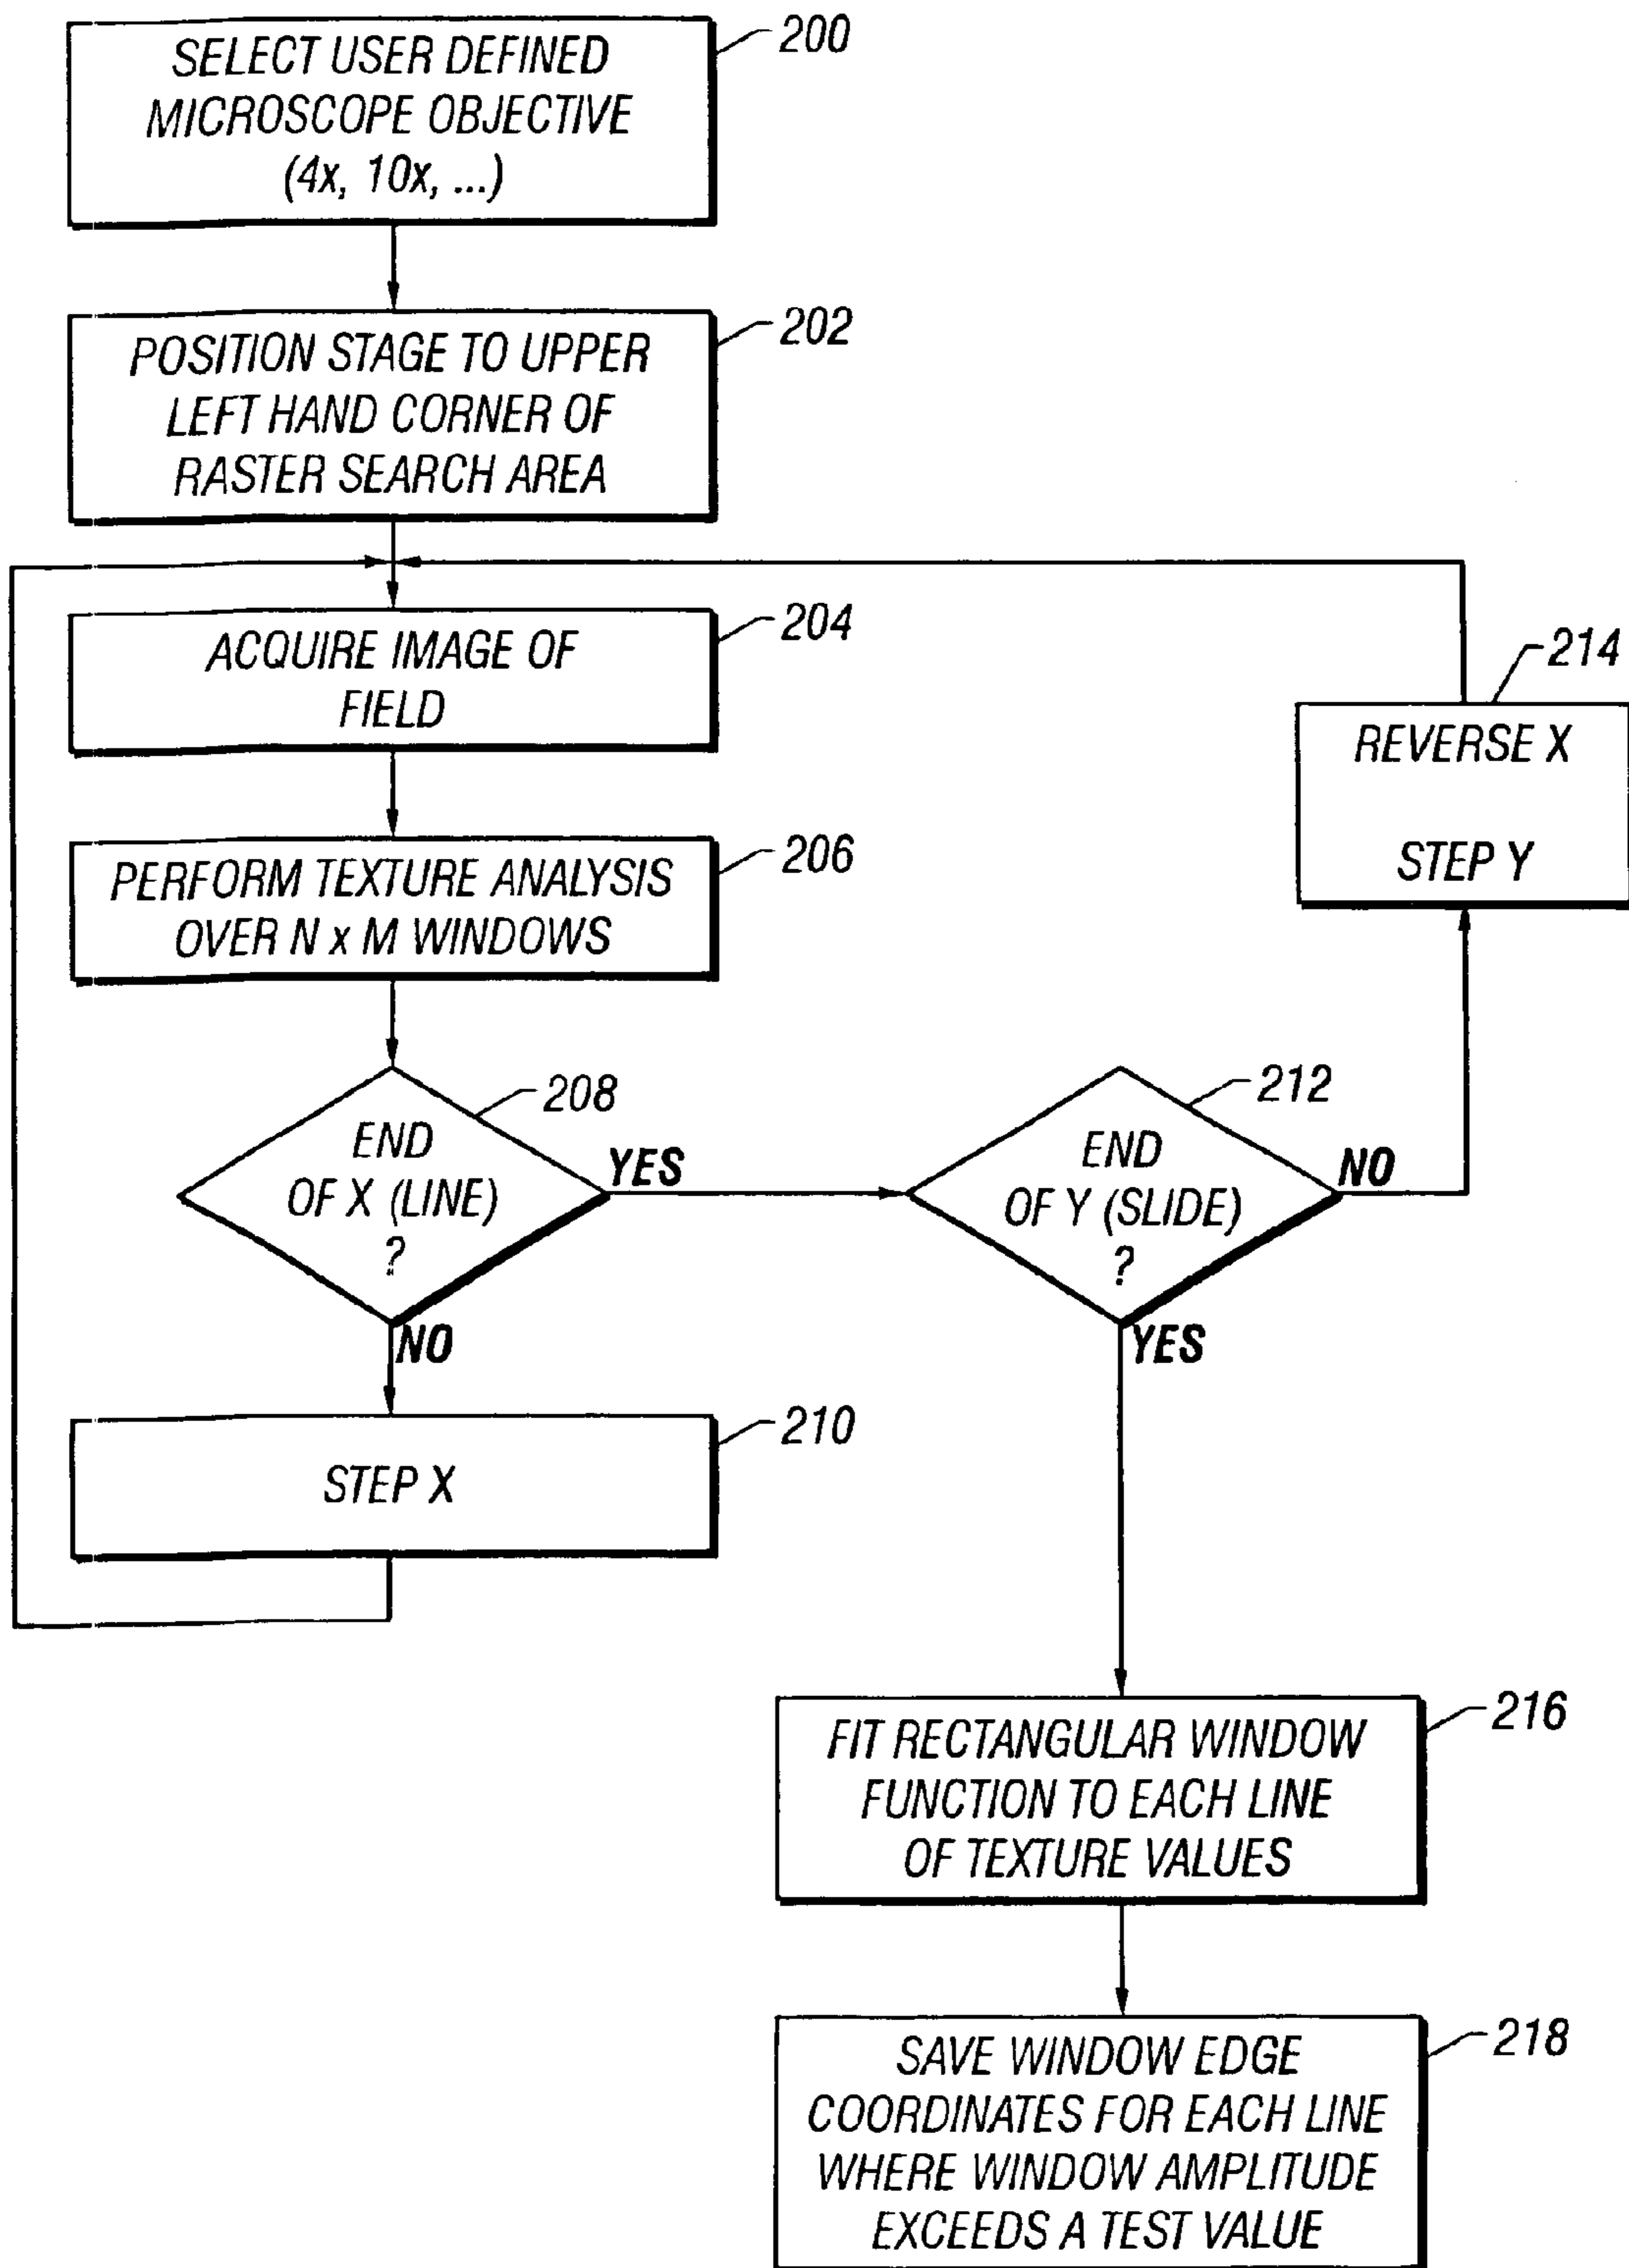 200
SELECT USER DEFINED
MICROSCOPE OBJECTIVE
(4x, 10x, ...)
202
POSITION STAGE TO UPPER
LEFT HAND CORNER OF
RASTER SEARCH AREA
204
ACQUIRE IMAGE OF
FIELD
214
REVERSE X
STEP Y
206
PERFORM TEXTURE ANALYSIS
OVER N x M WINDOWS
208
END
OF X (LINE)
?
YES
NO
212
END
OF Y (SLIDE)
?
NO
YES
210
STEP X
216
FIT RECTANGULAR WINDOW
FUNCTION TO EACH LINE
OF TEXTURE VALUES
218
SAVE WINDOW EDGE
COORDINATES FOR EACH LINE
WHERE WINDOW AMPLITUDE
EXCEEDS A TEST VALUE